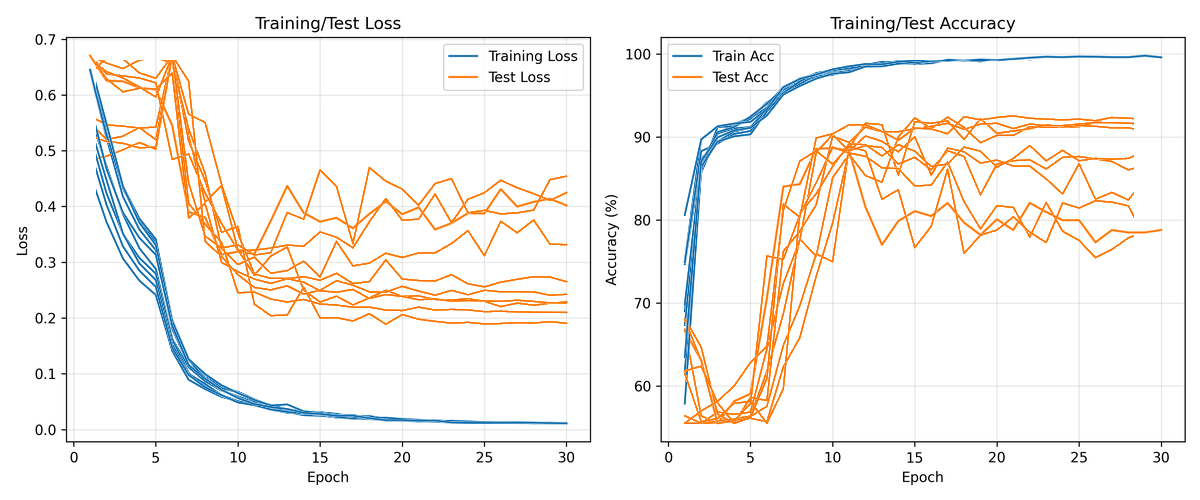 Training/Test Loss
Training Loss
Test Loss
0.7
0.6
0.5
0.4
0.3
0.2
0.1
0.0
Loss
0
5
10
15
20
25
30
Epoch
Training/Test Accuracy
Train Acc
Test Acc
100
90
80
70
60
Accuracy (%)
0
5
10
15
20
25
30
Epoch